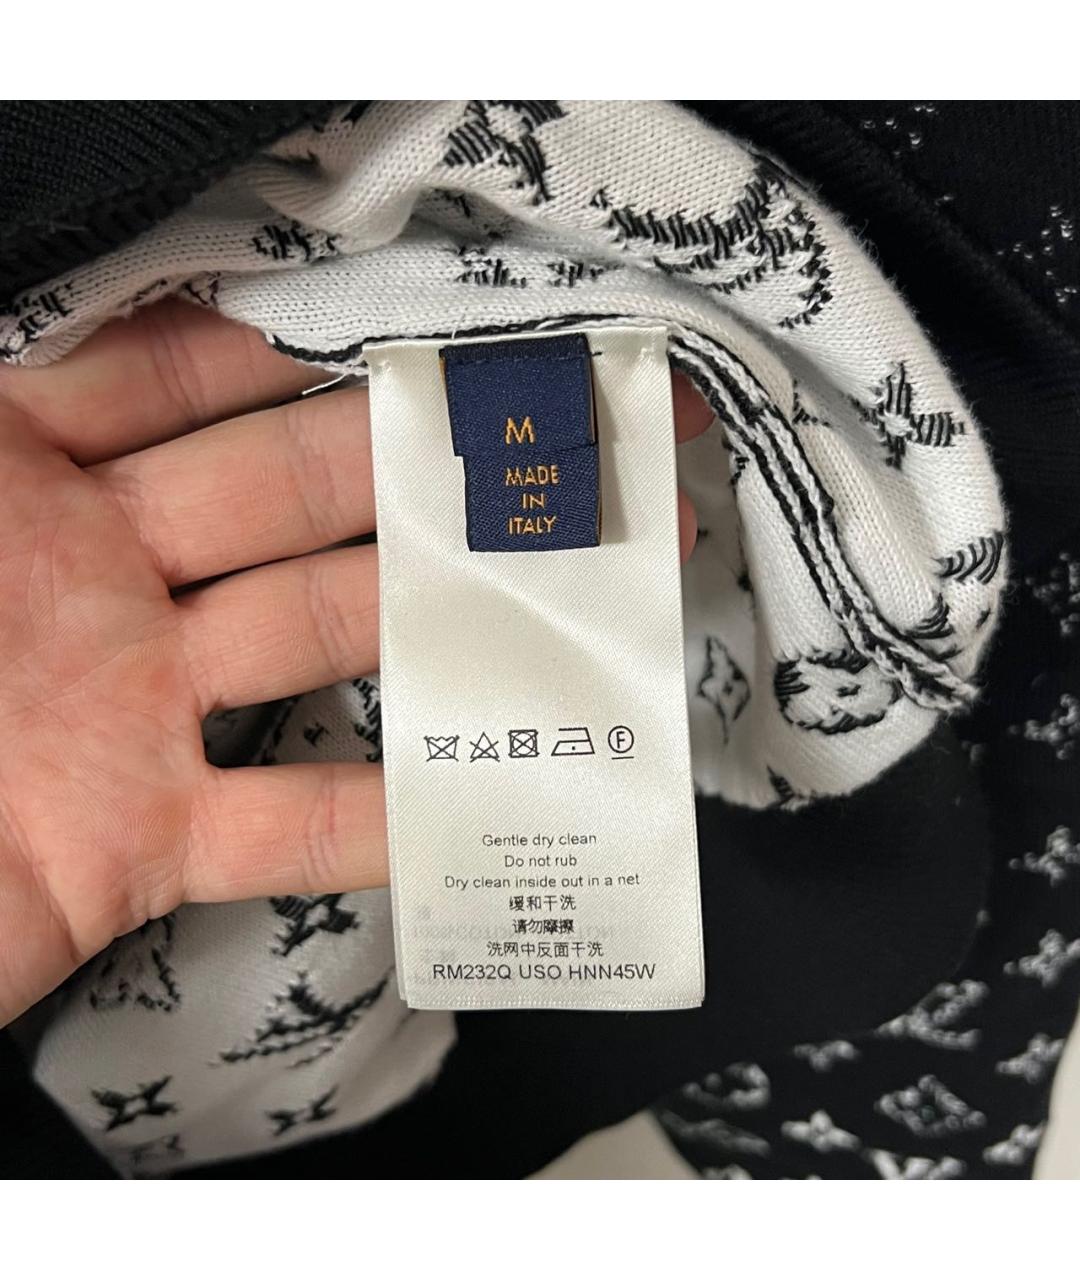 M
MADE
IN
ITALY
F
Gentle dry clean
Do not rub
Dry clean inside out in a net
缓和干洗
请勿摩擦
洗网中反面干洗
RM232Q USO HNN45W